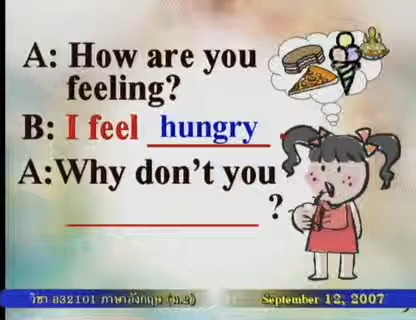 A: How are you
feeling?
B: I feel hungry
A: Why don't you
?
วิชา อ32101 ภาษาอังกฤษ (ม.2)
September 12, 2007